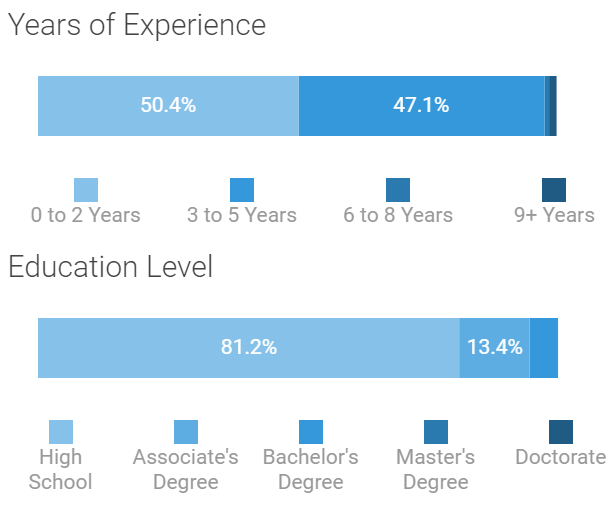 Years of Experience
50.4% 47.1%
0 to 2 Years 3 to 5 Years 6 to 8 Years 9+ Years
Education Level
81.2% 13.4%
High School Associate's Degree Bachelor's Degree Master's Degree Doctorate